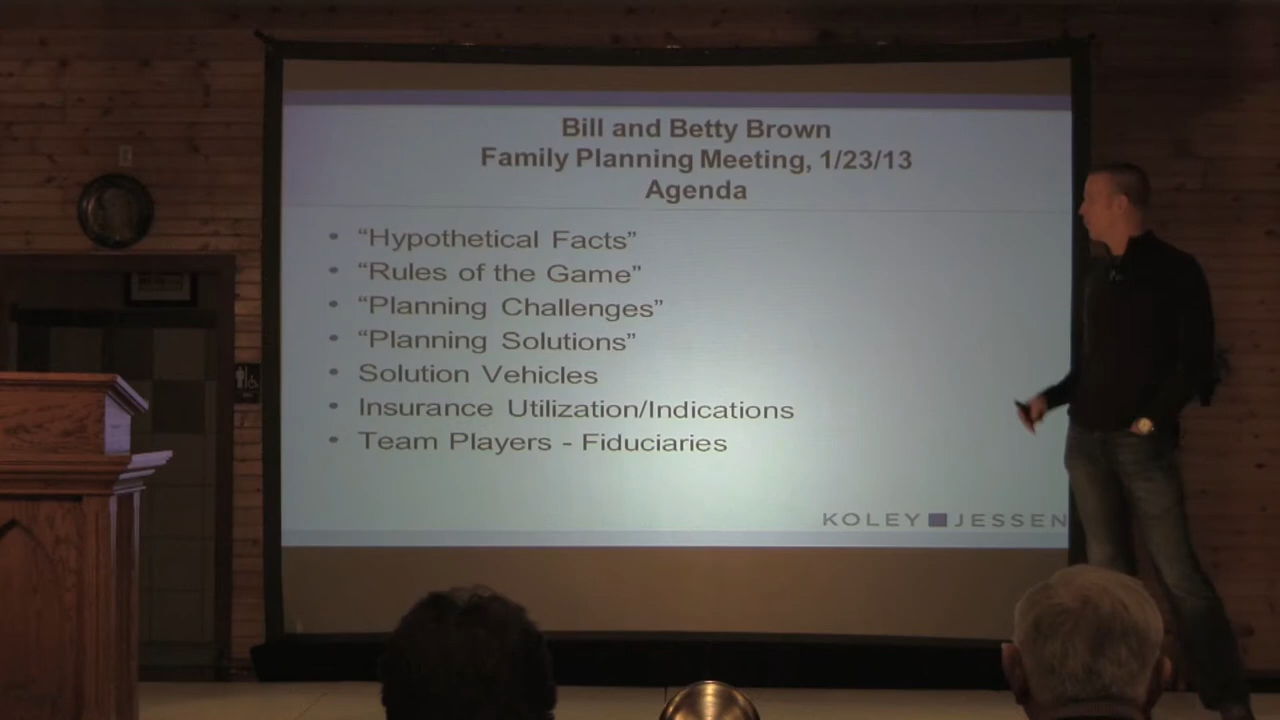 Bill and Betty Brown
Family Planning Meeting, 1/23/13
Agenda
• “Hypothetical Facts”
• “Rules of the Game”
• “Planning Challenges”
• “Planning Solutions”
• Solution Vehicles
• Insurance Utilization/Indications
• Team Players - Fiduciaries
KOLEY JESSEN